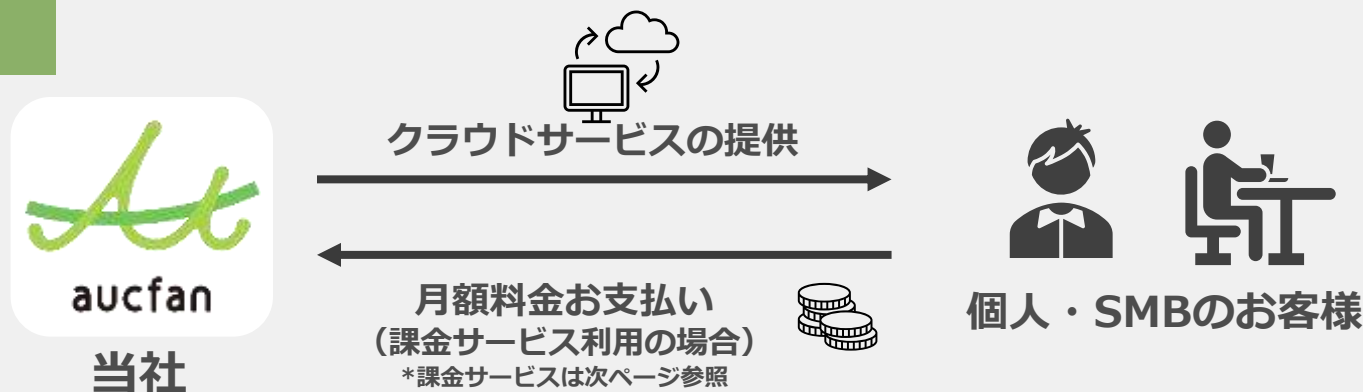 クラウドサービスの提供
aucfan
当社
月額料金お支払い
（課金サービス利用の場合）
*課金サービスは次ページ参照
個人・SMBのお客様